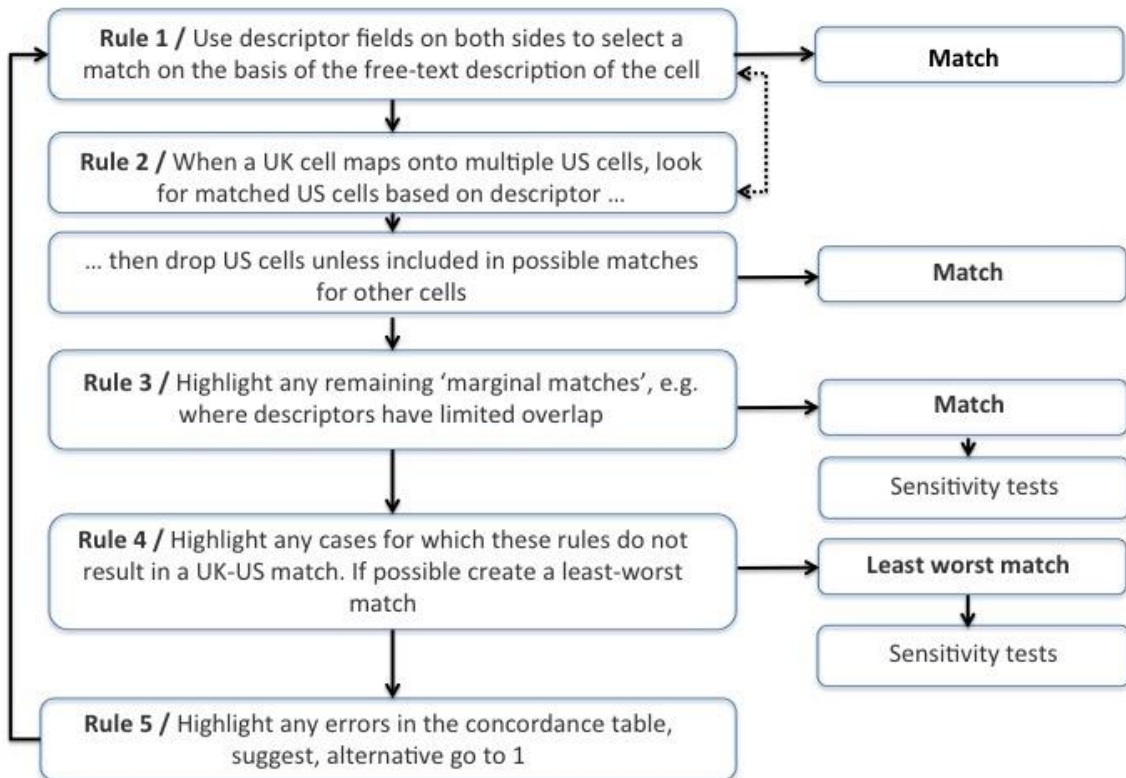 Rule 1 / Use descriptor fields on both sides to select a
match on the basis of the free-text description of the cell
Match
Rule 2 / When a UK cell maps onto multiple US cells, look
for matched US cells based on descriptor …
… then drop US cells unless included in possible matches
for other cells
Match
Rule 3 / Highlight any remaining ‘marginal matches’, e.g.
where descriptors have limited overlap
Match
Sensitivity tests
Rule 4 / Highlight any cases for which these rules do not
result in a UK-US match. If possible create a least-worst
match
Least worst match
Sensitivity tests
Rule 5 / Highlight any errors in the concordance table,
suggest, alternative go to 1